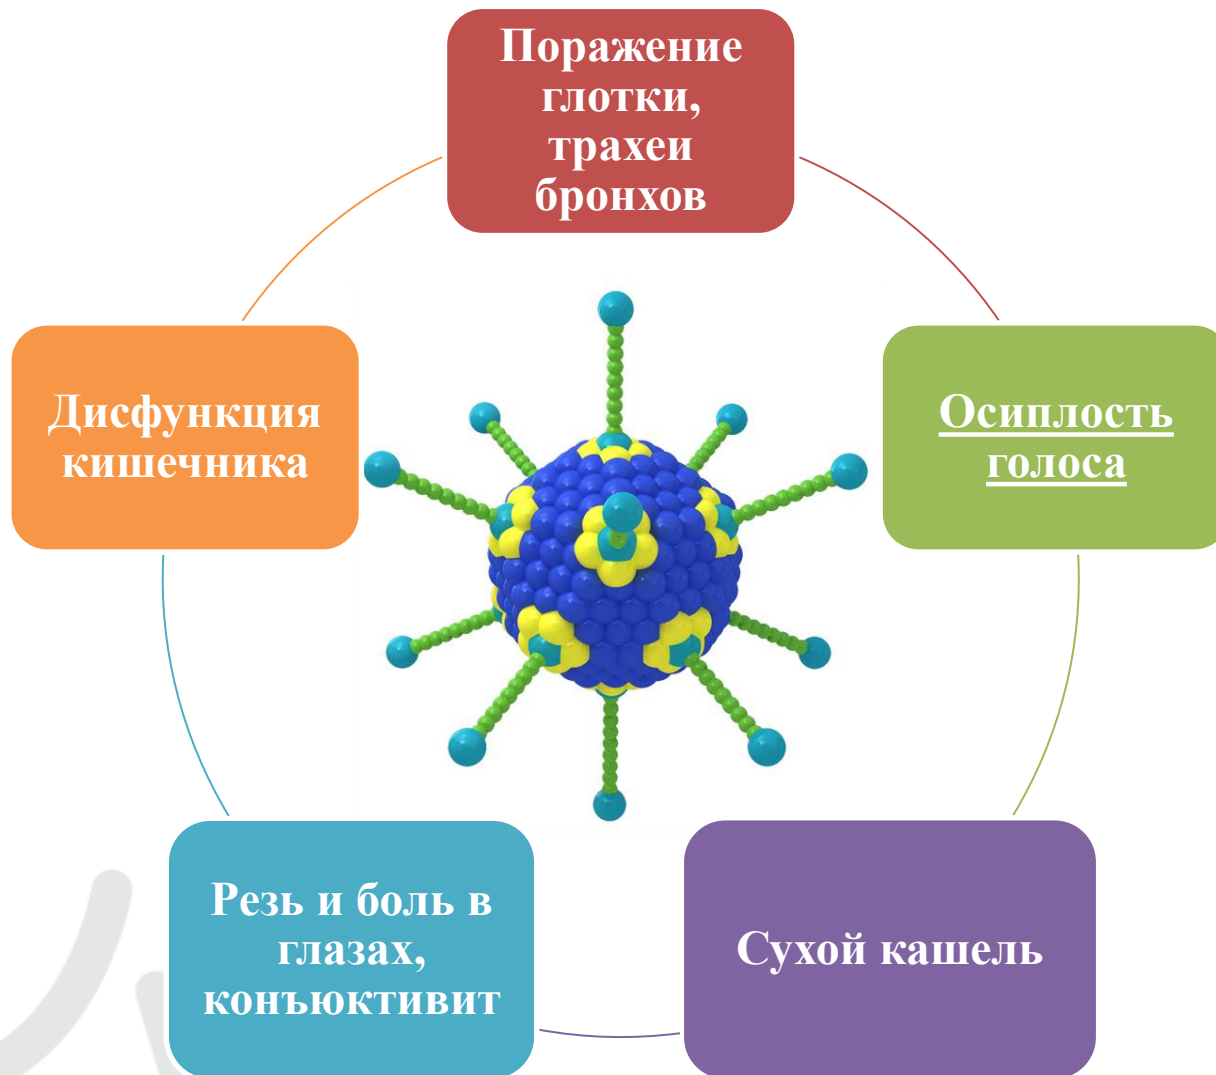 Поражение
глотки,
трахеи
бронхов
Осиплость
голоса
Сухой кашель
Резь и боль в
глазах,
конъюктивит
Дисфункция
кишечника